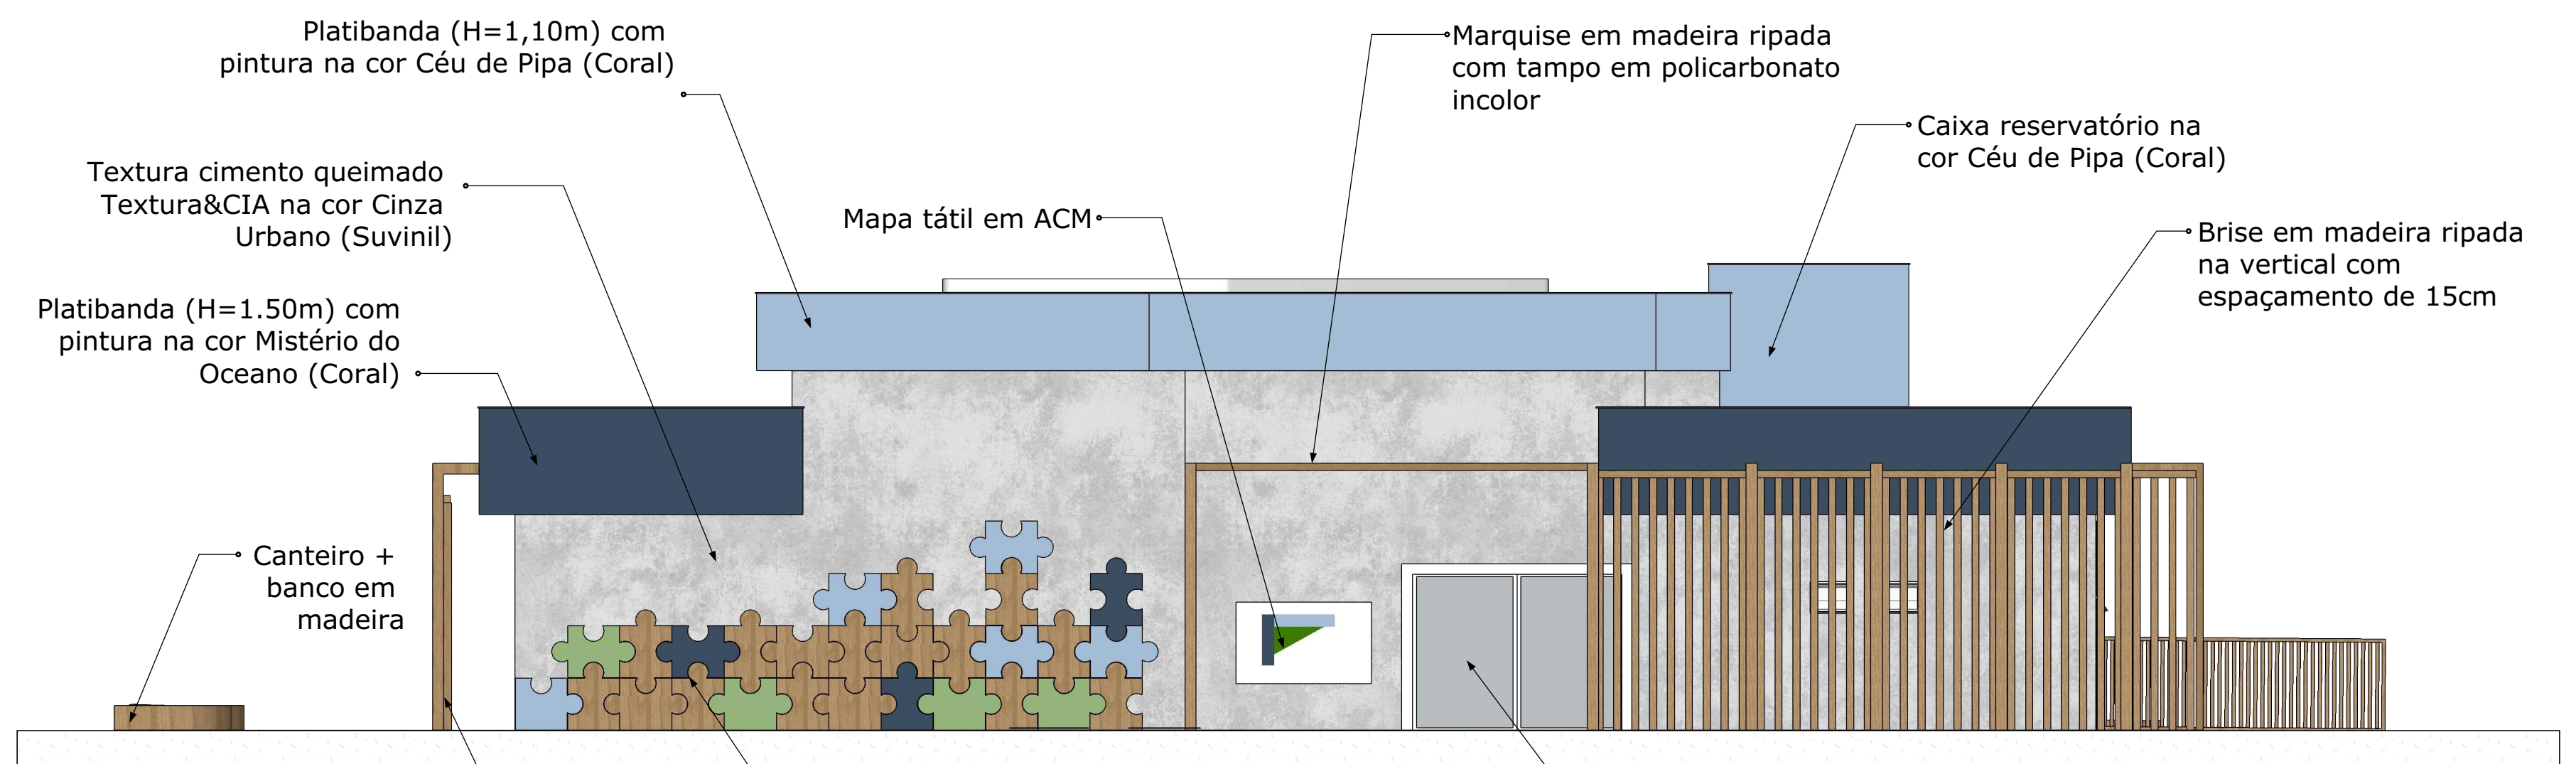 Platibanda (H=1,10m) com
pintura na cor Céu de Pipa (Coral)
Marquise em madeira ripada
com tampo em policarbonato
incolor
Caixa reservatório na
cor Céu de Pipa (Coral)
Textura cimento queimado
Textura&CIA na cor Cinza
Urbano (Suvinil)
Mapa tátil em ACM
Brise em madeira ripada
na vertical com
espaçamento de 15cm
Platibanda (H=1.50m) com
pintura na cor Mistério do
Oceano (Coral)
Canteiro +
banco em
madeira